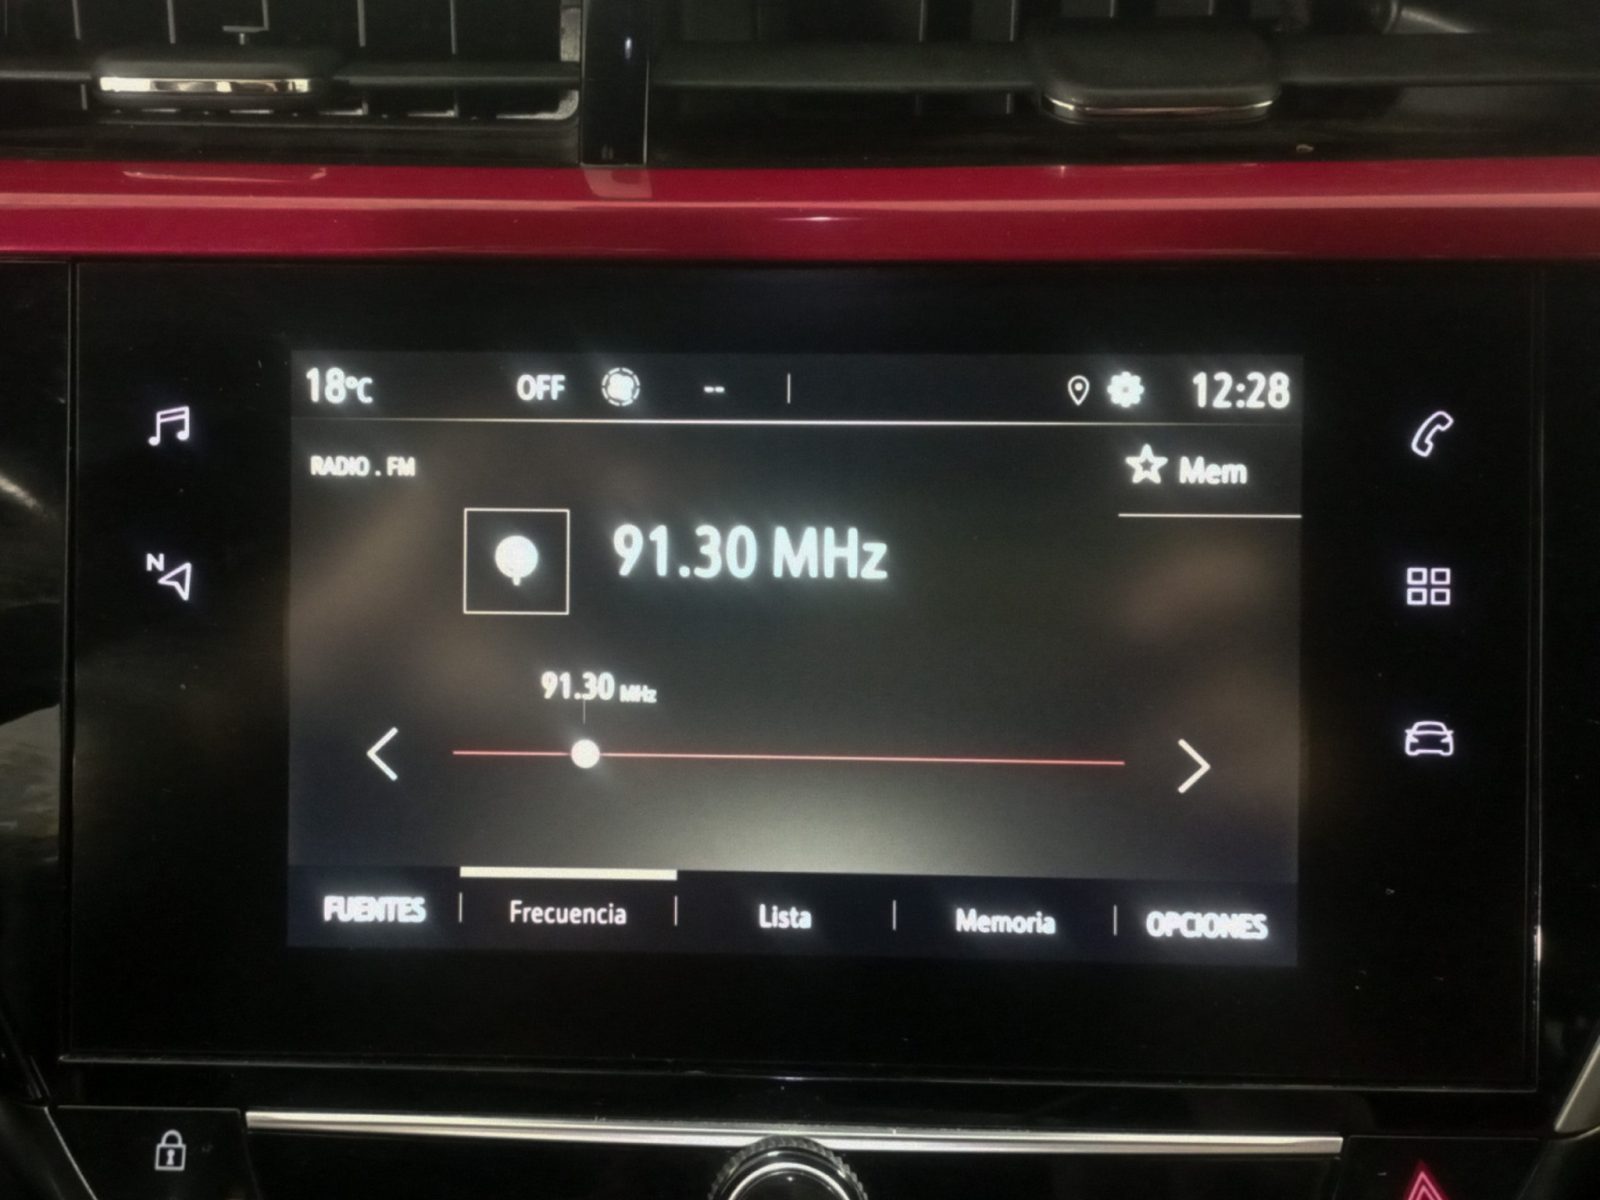 18°C OFF -- 12:28
RADIO . FM
Mem
91.30 MHz
91.30 MHz
N
FUENTES Frecuencia Lista Memoria OPCIONES